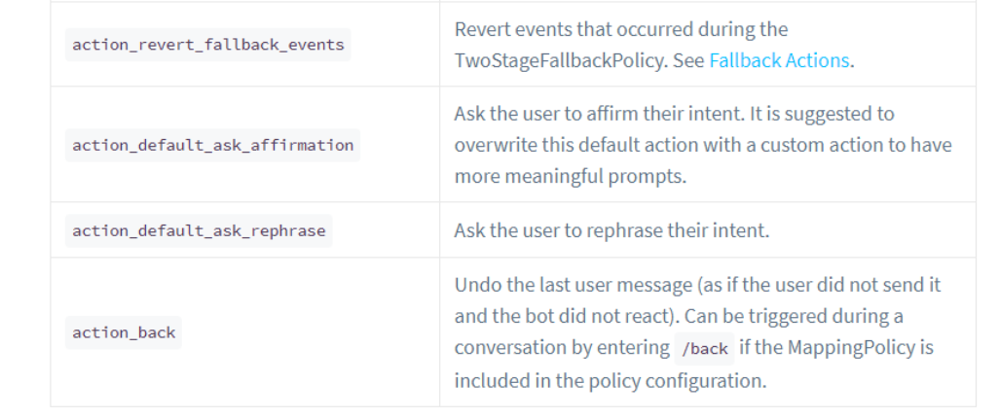 action_revert_fallback_events
Revert events that occurred during the
TwoStageFallbackPolicy. See Fallback Actions.
action_default_ask_affirmation
Ask the user to affirm their intent. It is suggested to
overwrite this default action with a custom action to have
more meaningful prompts.
action_default_ask_rephrase
Ask the user to rephrase their intent.
action_back
Undo the last user message (as if the user did not send it
and the bot did not react). Can be triggered during a
conversation by entering /back if the MappingPolicy is
included in the policy configuration.